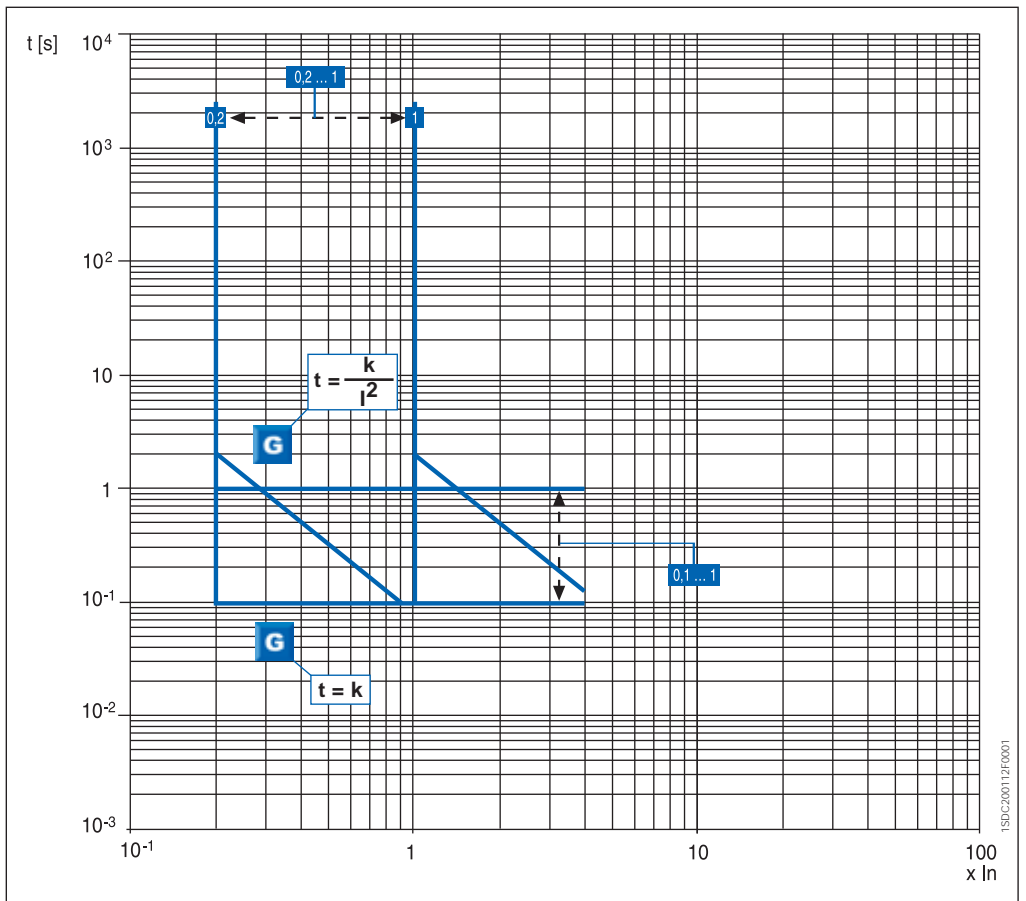 t [s]
10⁴
0,2 ... 1
0,2
1
10³
10²
t = k / I²
10
G
1
0,1 ... 1
10⁻¹
G
t = k
10⁻²
10⁻³
10⁻¹
1
10
100
x In
1SDC200112F0001